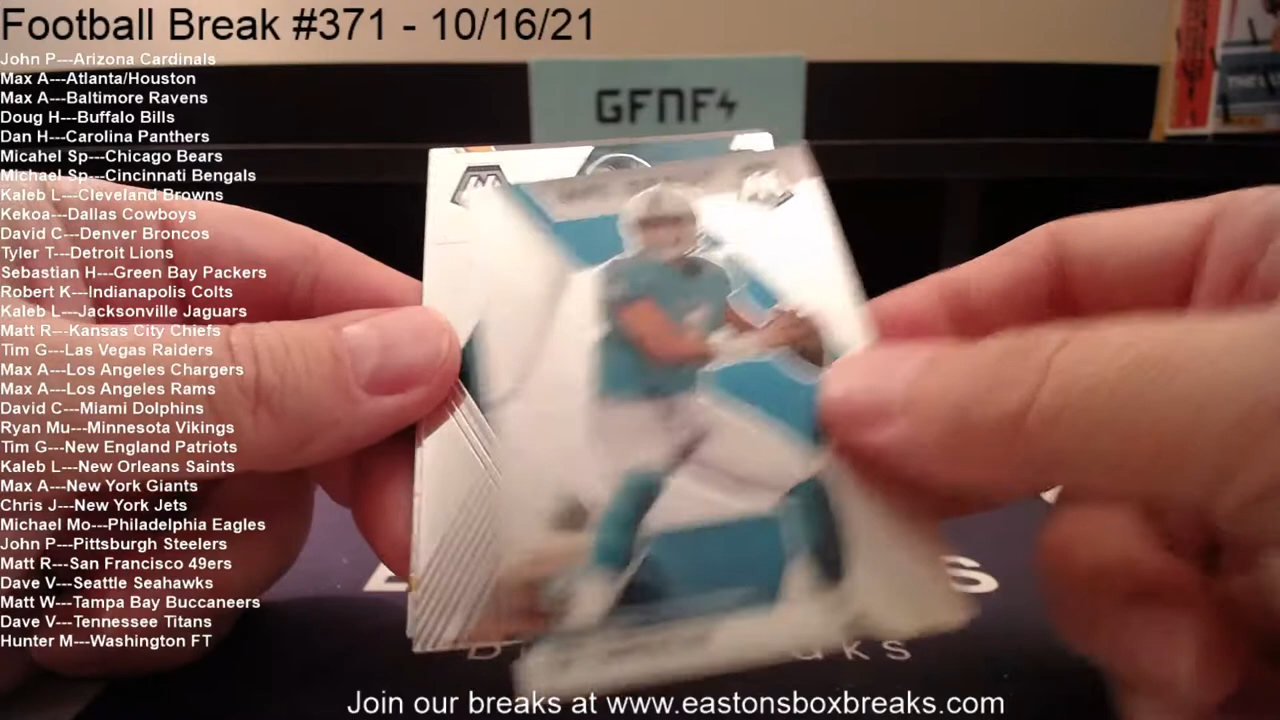 Football Break #371 - 10/16/21
John P---Arizona Cardinals
Max A---Atlanta/Houston
Max A---Baltimore Ravens
Doug H---Buffalo Bills
Dan H---Carolina Panthers
Micahel Sp---Chicago Bears
Michael Sp---Cincinnati Bengals
Kaleb L---Cleveland Browns
Kekoa---Dallas Cowboys
David C---Denver Broncos
Tyler T---Detroit Lions
Sebastian H---Green Bay Packers
Robert K---Indianapolis Colts
Kaleb L---Jacksonville Jaguars
Matt R---Kansas City Chiefs
Tim G---Las Vegas Raiders
Max A---Los Angeles Chargers
Max A---Los Angeles Rams
David C---Miami Dolphins
Ryan Mu---Minnesota Vikings
Tim G---New England Patriots
Kaleb L---New Orleans Saints
Max A---New York Giants
Chris J---New York Jets
Michael Mo---Philadelphia Eagles
John P---Pittsburgh Steelers
Matt R---San Francisco 49ers
Dave V---Seattle Seahawks
Matt W---Tampa Bay Buccaneers
Dave V---Tennessee Titans
Hunter M---Washington FT
GFNF
Join our breaks at www.eastonsboxbreaks.com